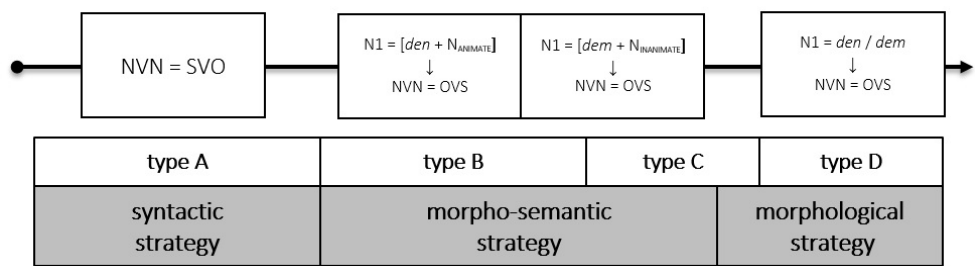 NVN = SVO
N1 = [den + NANIMATE]
↓
NVN = OVS
N1 = [dem + NINANIMATE]
↓
NVN = OVS
N1 = den / dem
↓
NVN = OVS
type A
type B
type C
type D
syntactic
strategy
morpho-semantic
strategy
morphological
strategy